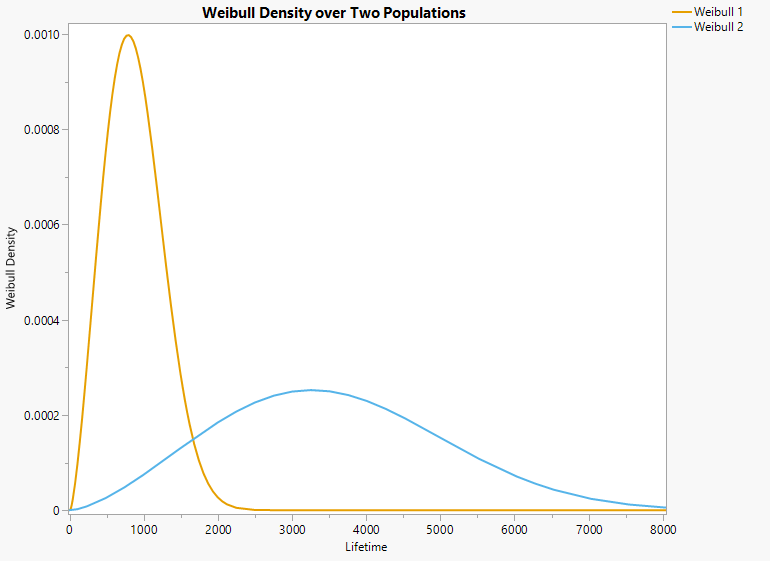 Weibull Density over Two Populations
Weibull 1
Weibull 2
0.0010
0.0008
0.0006
0.0004
0.0002
0
Weibull Density
0 1000 2000 3000 4000 5000 6000 7000 8000
Lifetime